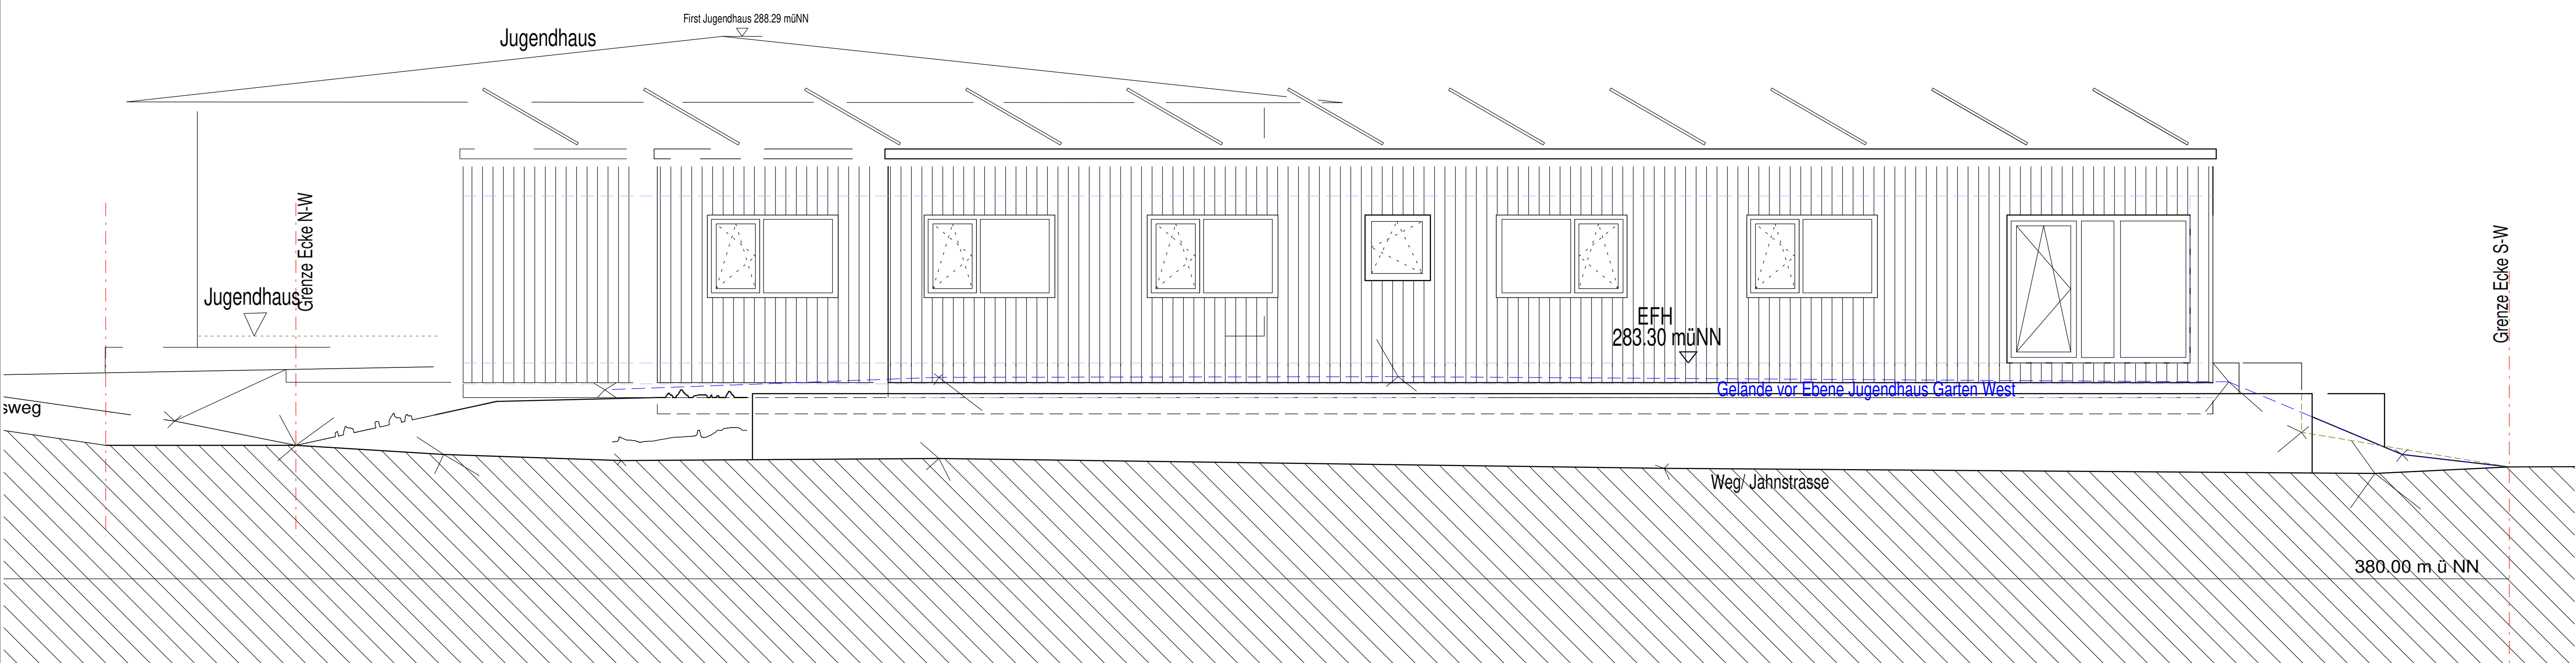 First Jugendhaus 288.29 müNN
Jugendhaus
Grenze Ecke N-W
Grenze Ecke S-W
Jugendhaus
EFH
283.30 müNN
Gelände vor Ebene Jugendhaus Garten West
sweg
Weg/ Jahnstrasse
380.00 m ü NN